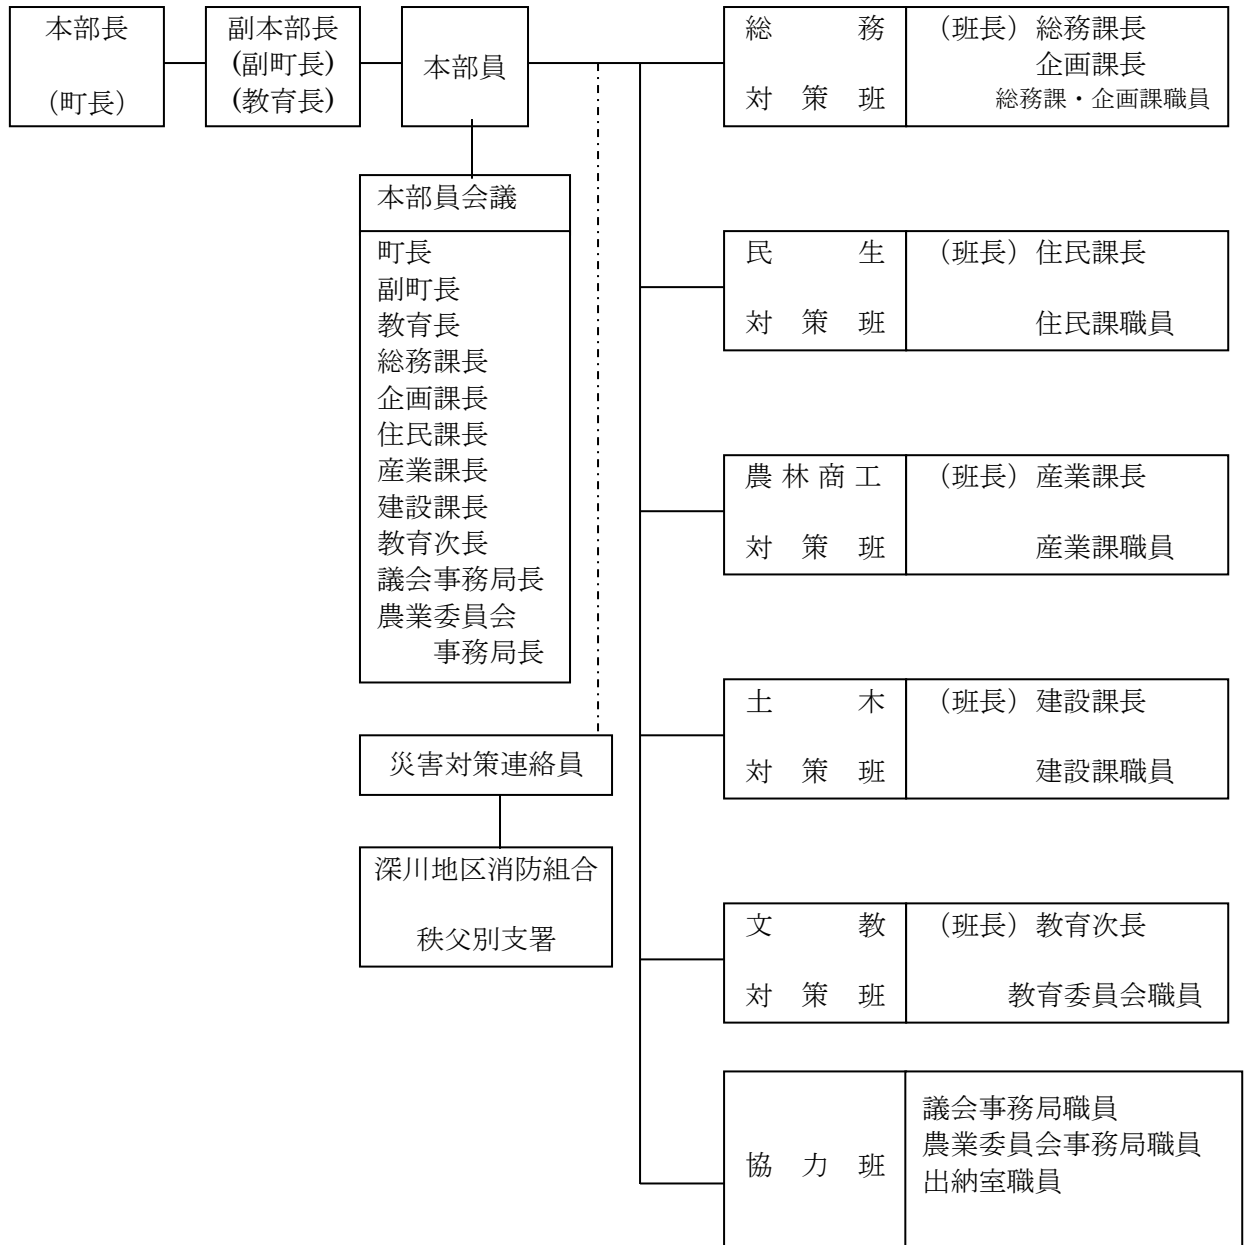 本部長
（町長）
副本部長
(副町長)
(教育長)
本部員
本部員会議
町長
副町長
教育長
総務課長
企画課長
住民課長
産業課長
建設課長
教育次長
議会事務局長
農業委員会
事務局長
災害対策連絡員
深川地区消防組合
秩父別支署
総務
対策班
（班長）総務課長
企画課長
総務課・企画課職員
民生
対策班
（班長）住民課長
住民課職員
農林商工
対策班
（班長）産業課長
産業課職員
土木
対策班
（班長）建設課長
建設課職員
文教
対策班
（班長）教育次長
教育委員会職員
協力班
議会事務局職員
農業委員会事務局職員
出納室職員